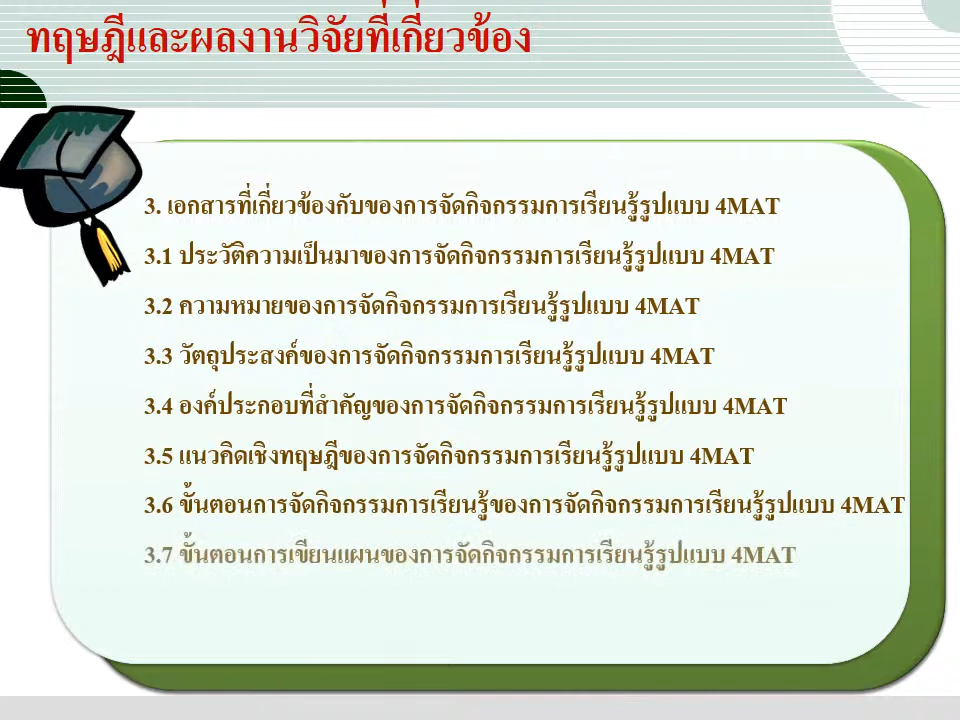 ทฤษฎีและผลงานวิจัยที่เกี่ยวข้อง
3. เอกสารที่เกี่ยวข้องกับของการจัดกิจกรรมการเรียนรู้รูปแบบ 4MAT
3.1 ประวัติความเป็นมาของการจัดกิจกรรมการเรียนรู้รูปแบบ 4MAT
3.2 ความหมายของการจัดกิจกรรมการเรียนรู้รูปแบบ 4MAT
3.3 วัตถุประสงค์ของการจัดกิจกรรมการเรียนรู้รูปแบบ 4MAT
3.4 องค์ประกอบที่สำคัญของการจัดกิจกรรมการเรียนรู้รูปแบบ 4MAT
3.5 แนวคิดเชิงทฤษฎีของการจัดกิจกรรมการเรียนรู้รูปแบบ 4MAT
3.6 ขั้นตอนการจัดกิจกรรมการเรียนรู้ของการจัดกิจกรรมการเรียนรู้รูปแบบ 4MAT
3.7 ขั้นตอนการเขียนแผนของการจัดกิจกรรมการเรียนรู้รูปแบบ 4MAT